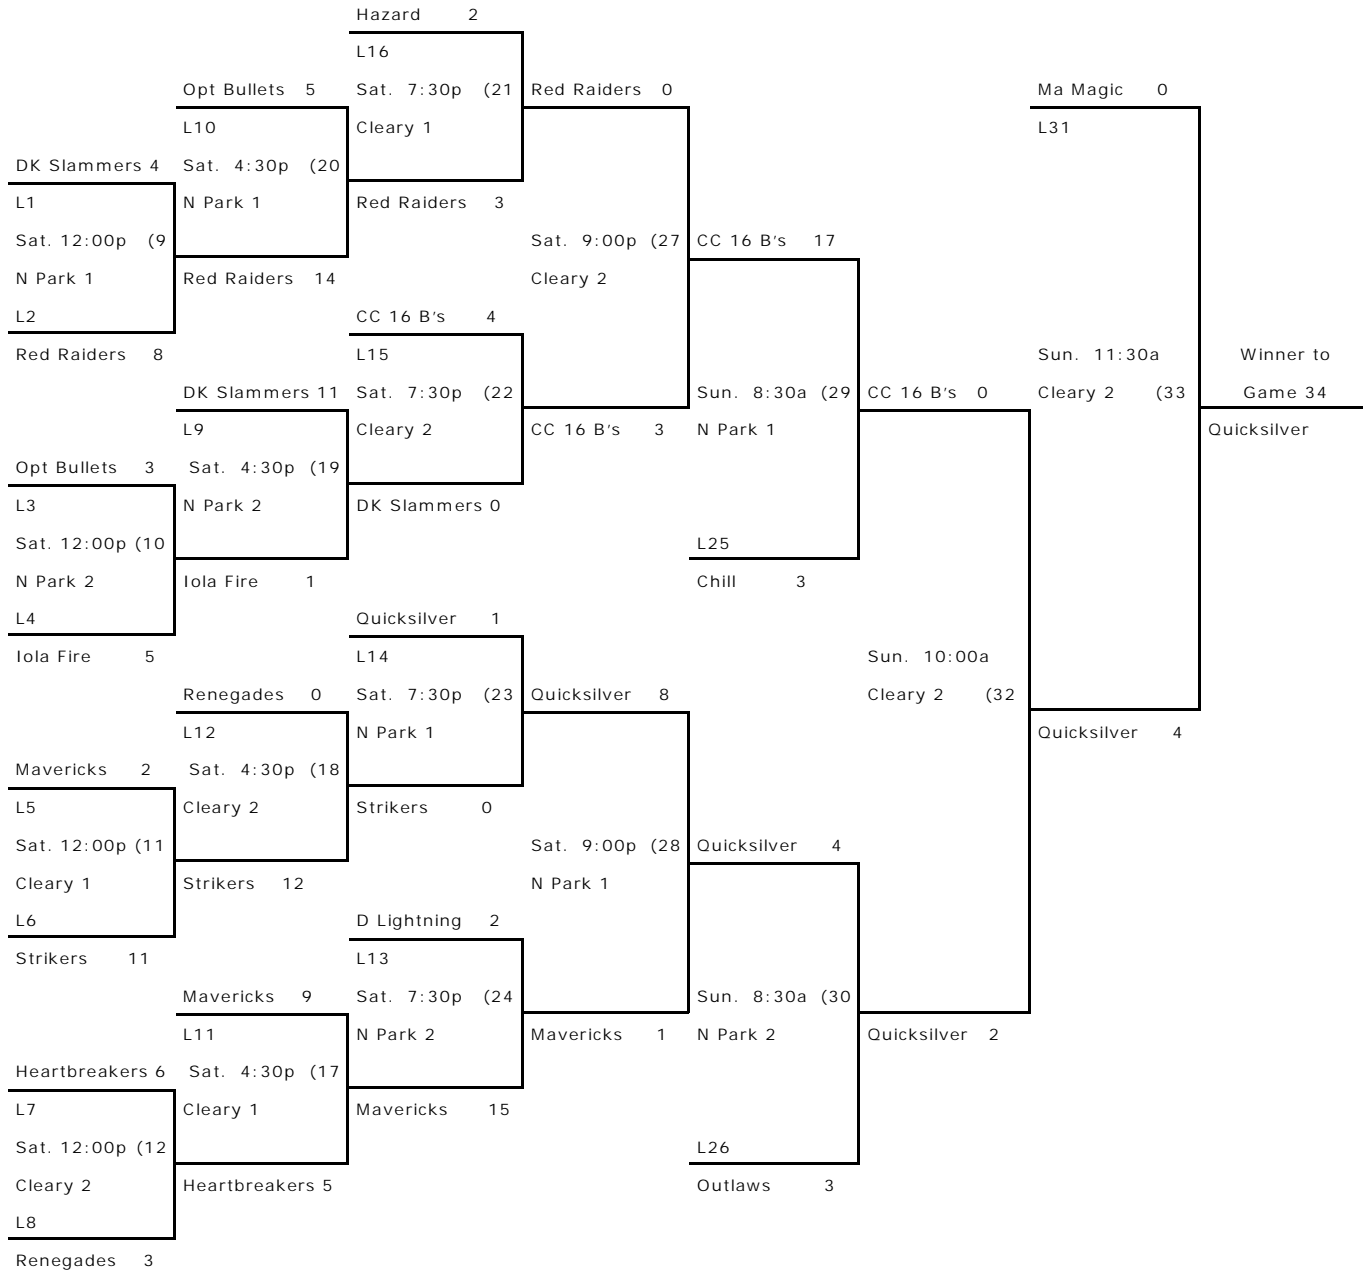 Hazard 2
L16
Opt Bullets 5
Sat. 7:30p (21
Red Raiders 0
Ma Magic 0
L10
Cleary 1
L31
DK Slammers 4
Sat. 4:30p (20
L1
N Park 1
Red Raiders 3
Sat. 12:00p (9
Sat. 9:00p (27
CC 16 B's 17
N Park 1
Red Raiders 14
Cleary 2
L2
CC 16 B's 4
Red Raiders 8
L15
Sun. 11:30a
Winner to
DK Slammers 11
Sat. 7:30p (22
Sun. 8:30a (29
CC 16 B's 0
Cleary 2 (33
Game 34
L9
Cleary 2
CC 16 B's 3
N Park 1
Quicksilver
Opt Bullets 3
Sat. 4:30p (19
L3
N Park 2
DK Slammers 0
Sat. 12:00p (10
L25
N Park 2
Iola Fire 1
Chill 3
L4
Quicksilver 1
Iola Fire 5
L14
Sun. 10:00a
Renegades 0
Sat. 7:30p (23
Quicksilver 8
Cleary 2 (32
L12
N Park 1
Quicksilver 4
Mavericks 2
Sat. 4:30p (18
L5
Cleary 2
Strikers 0
Sat. 12:00p (11
Sat. 9:00p (28
Quicksilver 4
Cleary 1
Strikers 12
N Park 1
L6
D Lightning 2
Strikers 11
L13
Mavericks 9
Sat. 7:30p (24
Sun. 8:30a (30
L11
N Park 2
Mavericks 1
N Park 2
Quicksilver 2
Heartbreakers 6
Sat. 4:30p (17
L7
Cleary 1
Mavericks 15
Sat. 12:00p (12
L26
Cleary 2
Heartbreakers 5
Outlaws 3
L8
Renegades 3